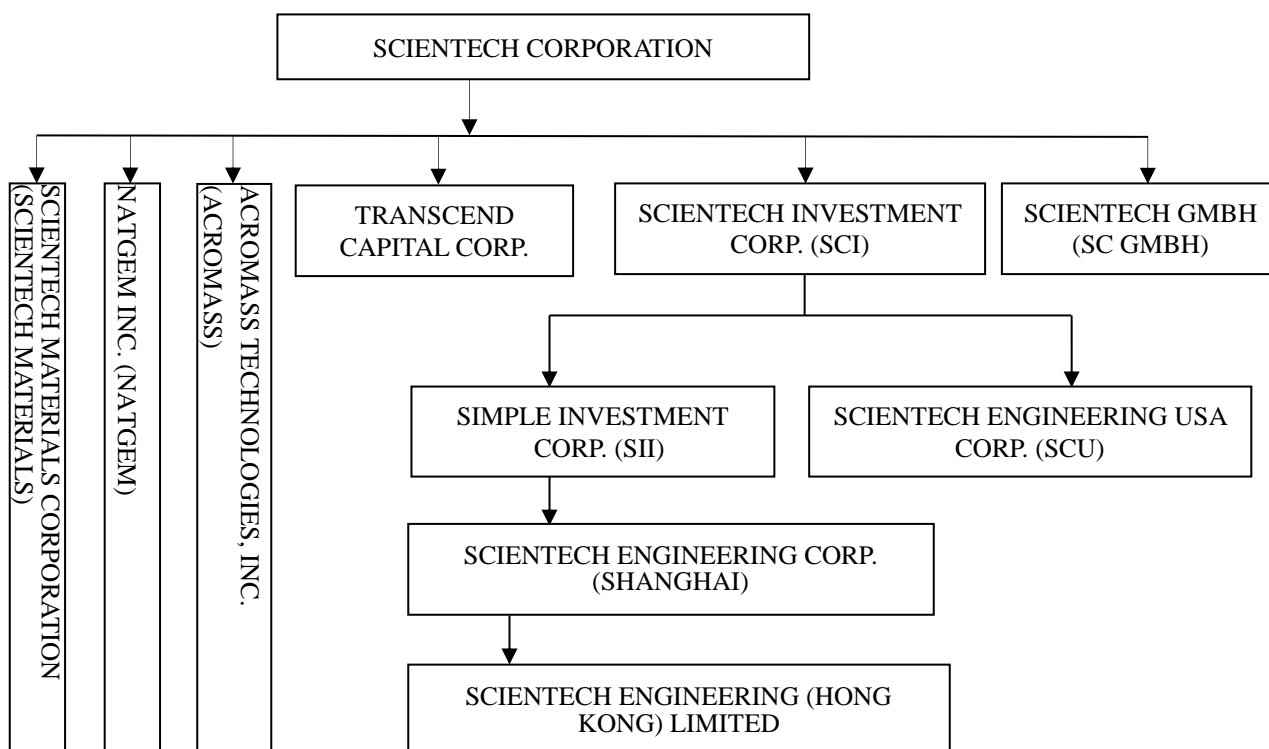 SCIENTECH CORPORATION
SCIENTECH MATERIALS CORPORATION
(SCIENTECH MATERIALS)
NATGEM INC. (NATGEM)
ACROMASS TECHNOLOGIES, INC.
(ACROMASS)
TRANSCEND
CAPITAL CORP.
SCIENTECH INVESTMENT
CORP. (SCI)
SCIENTECH GMBH
(SC GMBH)
SIMPLE INVESTMENT
CORP. (SII)
SCIENTECH ENGINEERING USA
CORP. (SCU)
SCIENTECH ENGINEERING CORP.
(SHANGHAI)
SCIENTECH ENGINEERING (HONG
KONG) LIMITED